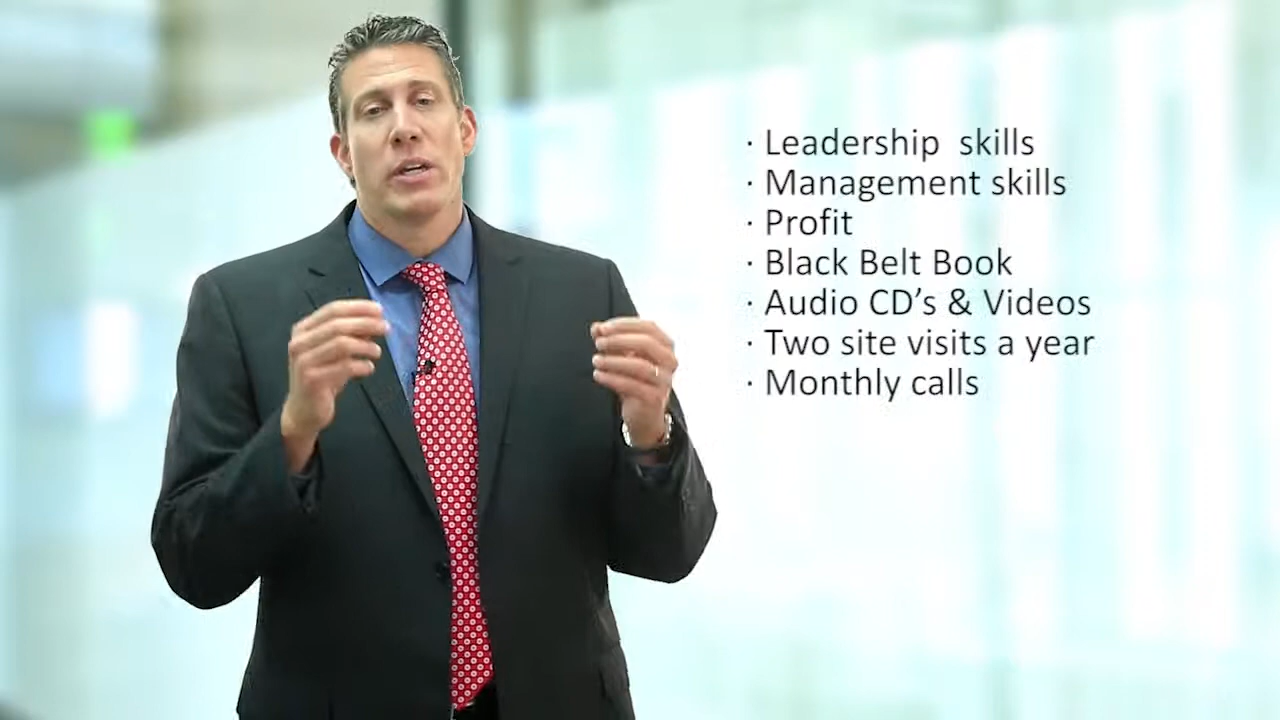 · Leadership  skills
· Management skills
· Profit
· Black Belt Book
· Audio CD’s & Videos
· Two site visits a year
· Monthly calls